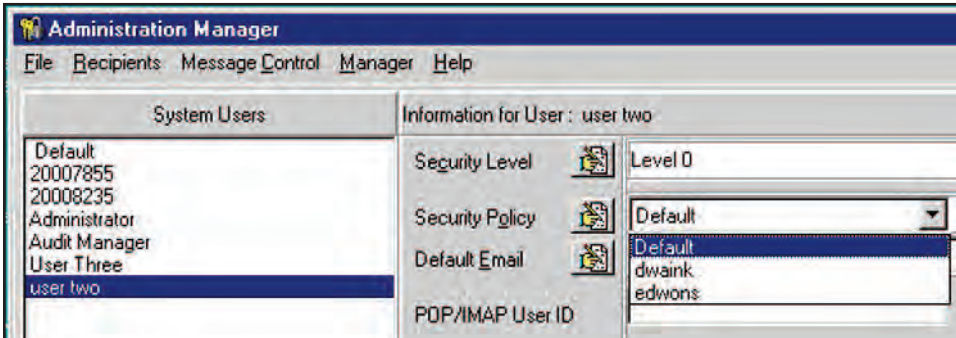 Administration Manager
File Recipients Message Control Manager Help
System Users
Default
20007855
20008235
Administrator
Audit Manager
User Three
user two
Information for User : user two
Security Level
Level 0
Security Policy
Default
Default
dwaink
edwons
Default Email
POP/IMAP User ID